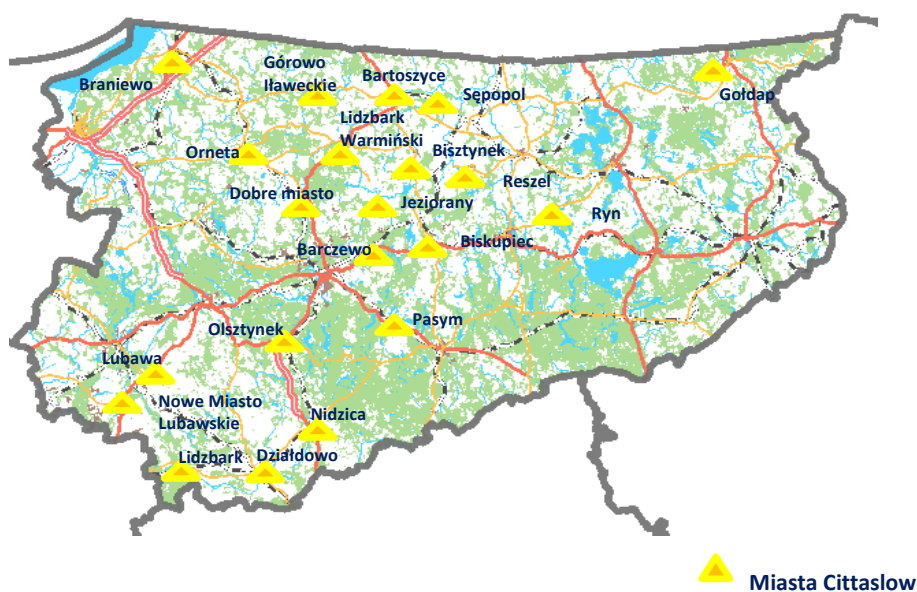 Braniewo
Górowo
Iławeckie
Bartoszyce
Sępopol
Gołdap
Lidzbark
Warmiński
Orneta
Bisztynek
Reszel
Dobre miasto
Jeziorany
Ryn
Barczewo
Biskupiec
Olsztynek
Pasym
Lubawa
Nowe Miasto
Lubawskie
Nidzica
Lidzbark
Działdowo
Miasta Cittaslow